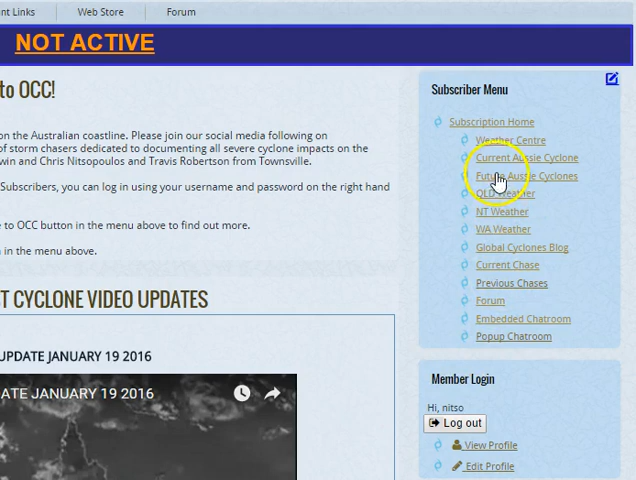 nt Links
Web Store
Forum
NOT ACTIVE
to OCC!
Subscriber Menu
Subscription Home
on the Australian coastline. Please join our social media following on
of storm chasers dedicated to documenting all severe cyclone impacts on the
win and Chris Nitsopoulos and Travis Robertson from Townsville.
Subscribers, you can log in using your username and password on the right hand
e to OCC button in the menu above to find out more.
n in the menu above.
Weather Centre
Current Aussie Cyclone
Future Aussie Cyclones
QLD Weather
NT Weather
WA Weather
Global Cyclones Blog
Current Chase
Previous Chases
Forum
Embedded Chatroom
Popup Chatroom
T CYCLONE VIDEO UPDATES
UPDATE JANUARY 19 2016
ATE JANUARY 19 2016
Member Login
Hi, nitso
Log out
View Profile
Edit Profile